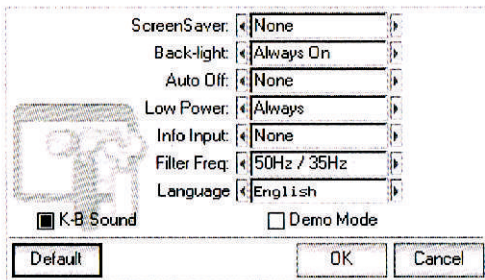 ScreenSaver: None
Back-light: Always On
Auto Off: None
Low Power: Always
Info Input: None
Filter Freq: 50Hz / 35Hz
Language English
K-B Sound Demo Mode
Default OK Cancel